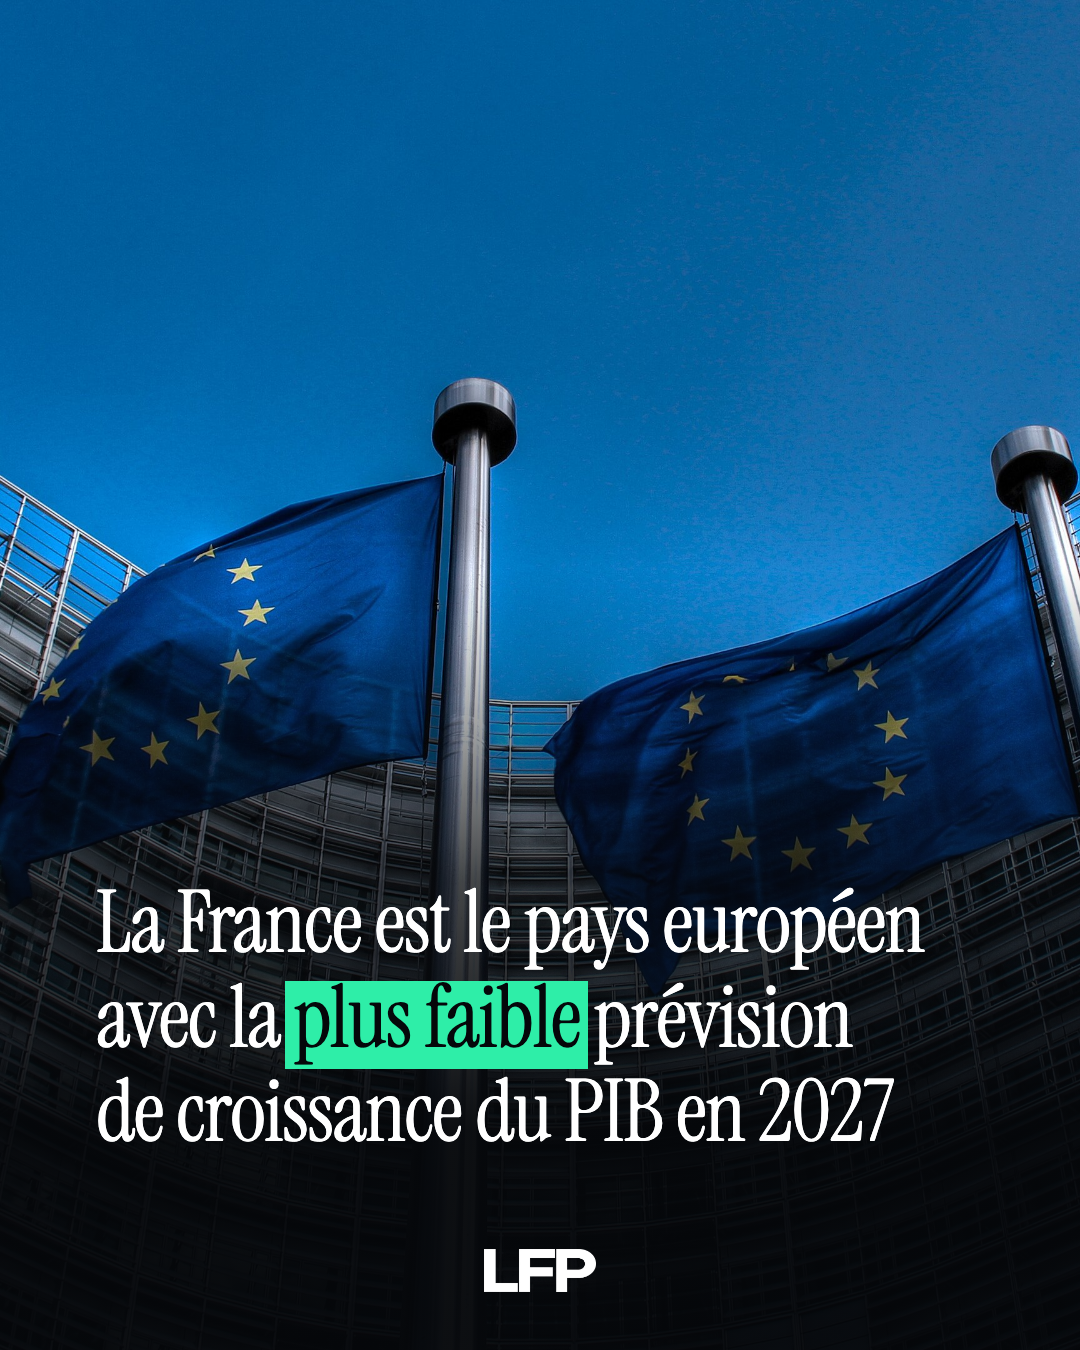 La France est le pays européen
avec la plus faible prévision
de croissance du PIB en 2027
LFP